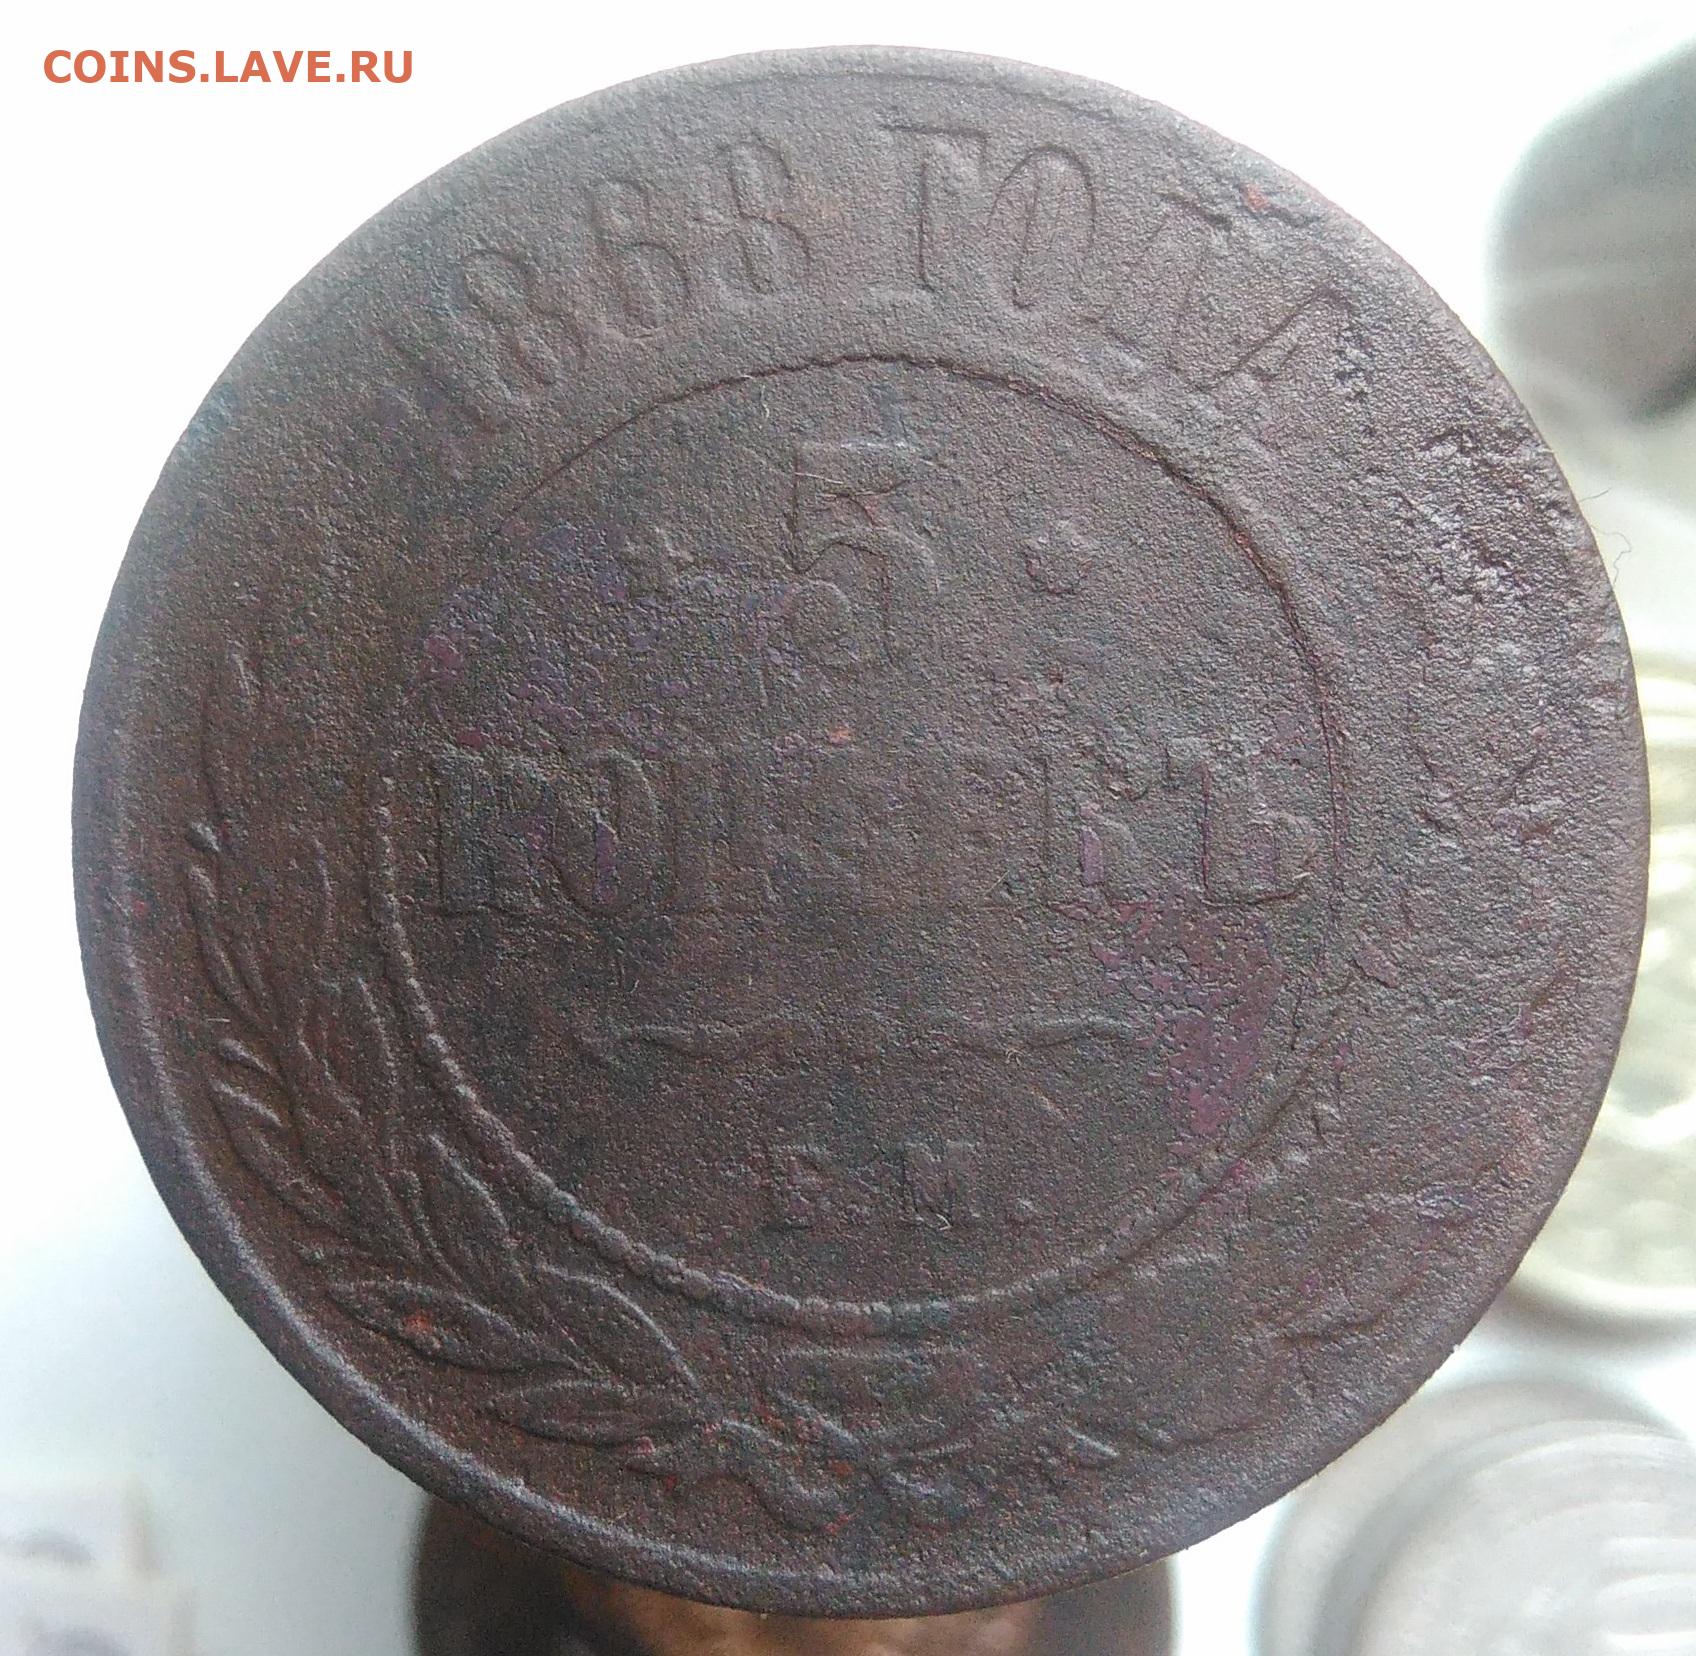 COINS.LAVE.RU
1868 ГОДА
5
КОПѢЕКЪ
Е.М.